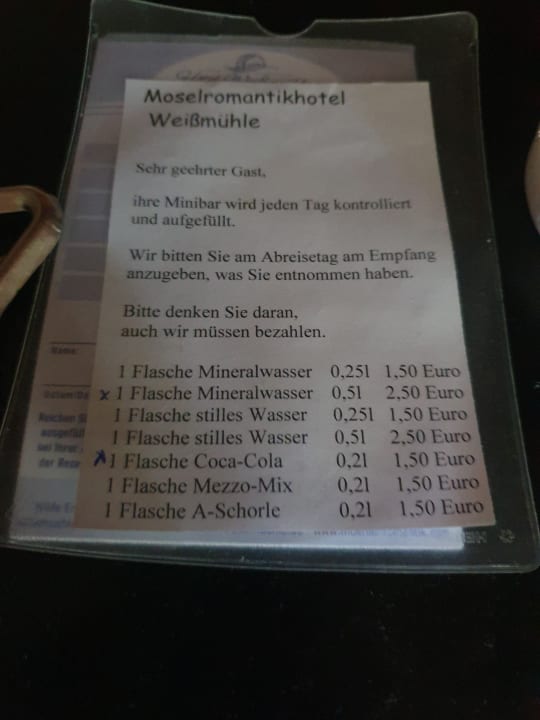 Moselromantikhotel
Weißmühle
Sehr geehrter Gast,
ihre Minibar wird jeden Tag kontrolliert
und aufgefüllt.
Wir bitten Sie am Abreisetag am Empfang
anzugeben, was Sie entnommen haben.
Bitte denken Sie daran,
auch wir müssen bezahlen.
1 Flasche Mineralwasser 0,25l 1,50 Euro
x 1 Flasche Mineralwasser 0,5l 2,50 Euro
1 Flasche stilles Wasser 0,25l 1,50 Euro
1 Flasche stilles Wasser 0,5l 2,50 Euro
x 1 Flasche Coca-Cola 0,2l 1,50 Euro
1 Flasche Mezzo-Mix 0,2l 1,50 Euro
1 Flasche A-Schorle 0,2l 1,50 Euro
Name: